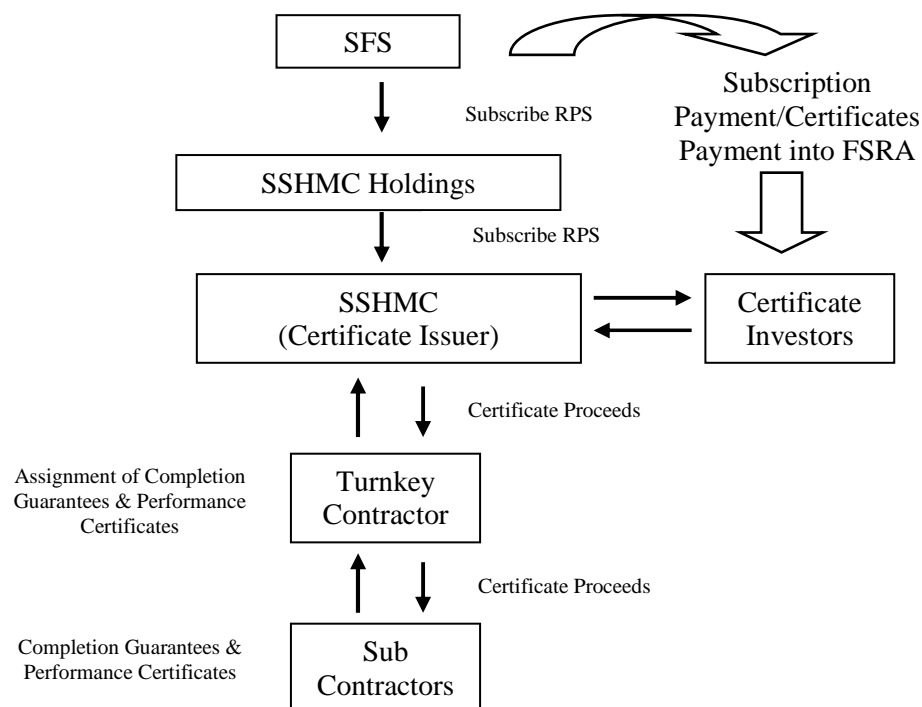 SFS
Subscription
Payment/Certificates
Payment into FSRA
Subscribe RPS
SSHMC Holdings
Subscribe RPS
SSHMC
(Certificate Issuer)
Certificate
Investors
Certificate Proceeds
Assignment of Completion
Guarantees & Performance
Certificates
Turnkey
Contractor
Certificate Proceeds
Completion Guarantees &
Performance Certificates
Sub
Contractors